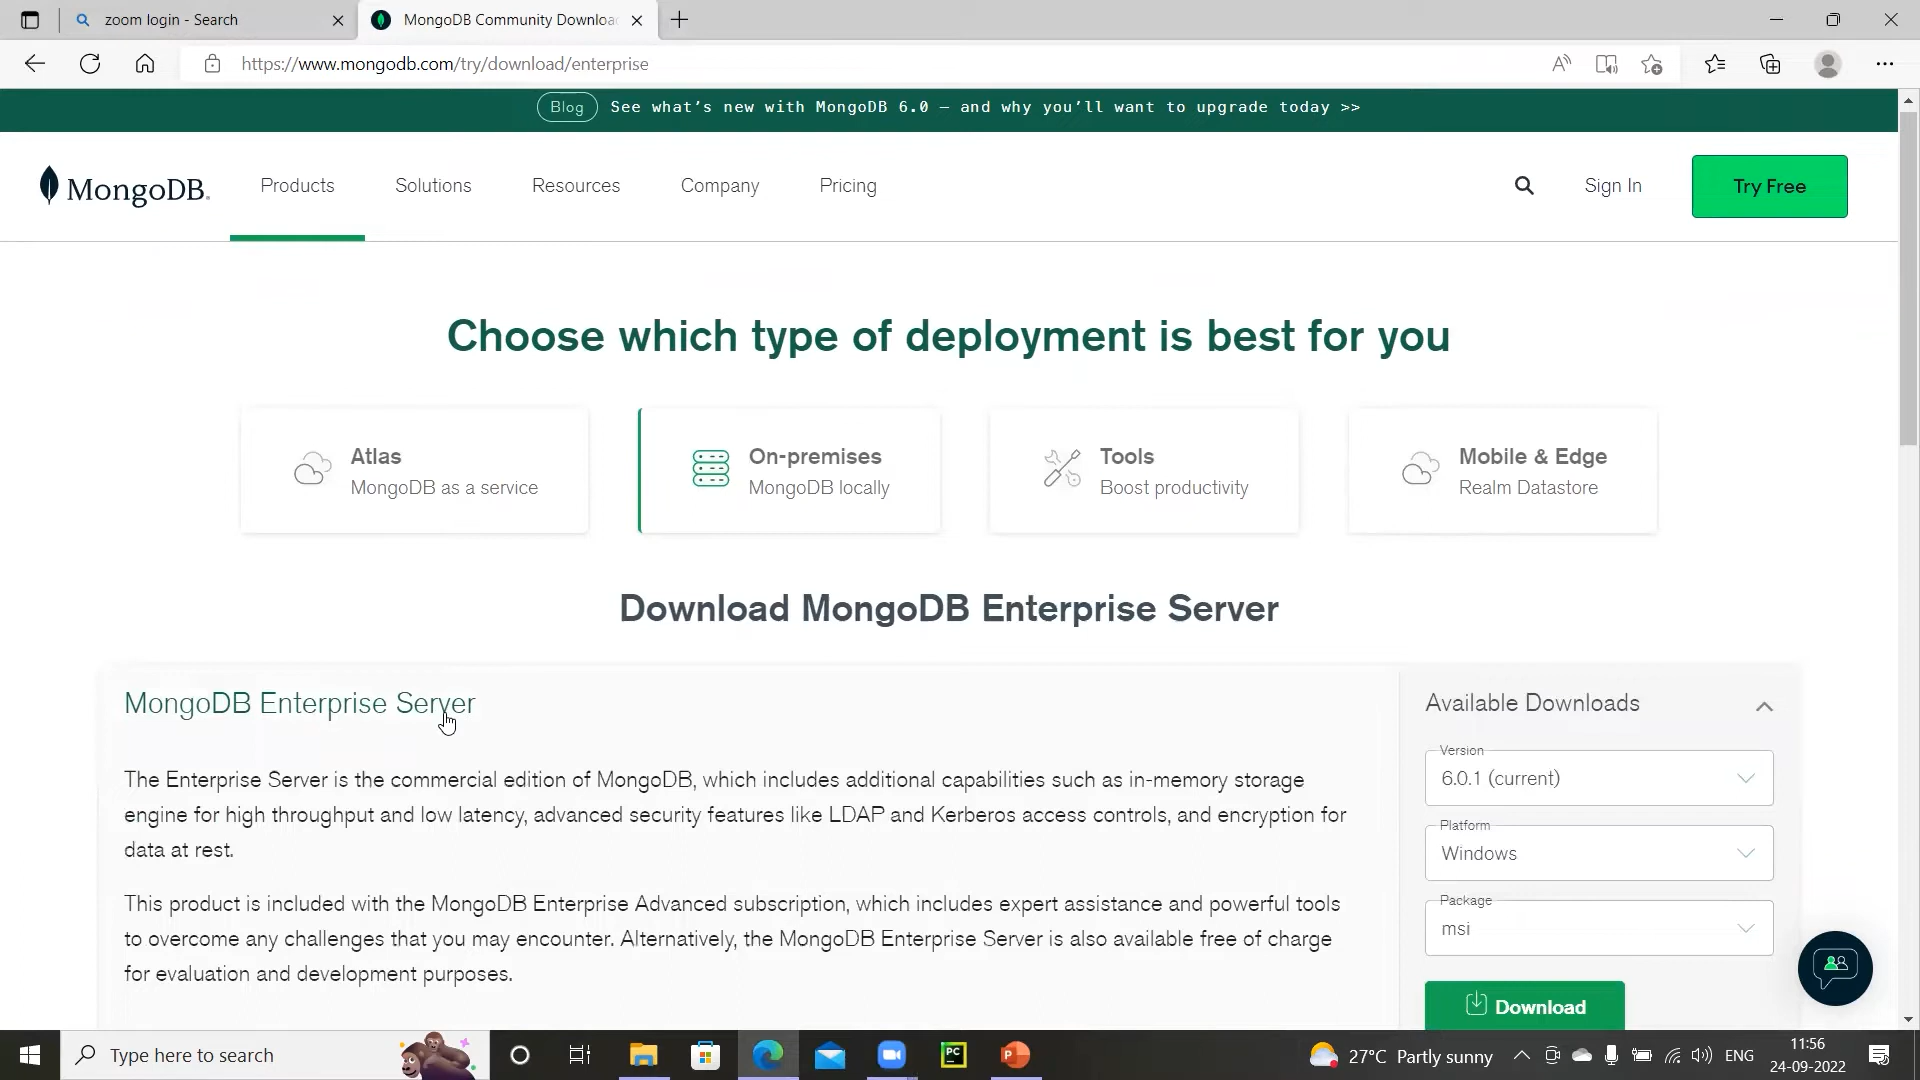 zoom login - Search
MongoDB Community Downloa
https://www.mongodb.com/try/download/enterprise
Blog See what's new with MongoDB 6.0 — and why you'll want to upgrade today >>
MongoDB.
Products
Solutions
Resources
Company
Pricing
Sign In
Try Free
Choose which type of deployment is best for you
Atlas
MongoDB as a service
On-premises
MongoDB locally
Tools
Boost productivity
Mobile & Edge
Realm Datastore
Download MongoDB Enterprise Server
MongoDB Enterprise Server
The Enterprise Server is the commercial edition of MongoDB, which includes additional capabilities such as in-memory storage
engine for high throughput and low latency, advanced security features like LDAP and Kerberos access controls, and encryption for
data at rest.
This product is included with the MongoDB Enterprise Advanced subscription, which includes expert assistance and powerful tools
to overcome any challenges that you may encounter. Alternatively, the MongoDB Enterprise Server is also available free of charge
for evaluation and development purposes.
Available Downloads
Version
6.0.1 (current)
Platform
Windows
Package
msi
Download
Type here to search
PC
P
27°C Partly sunny
ENG
11:56
24-09-2022